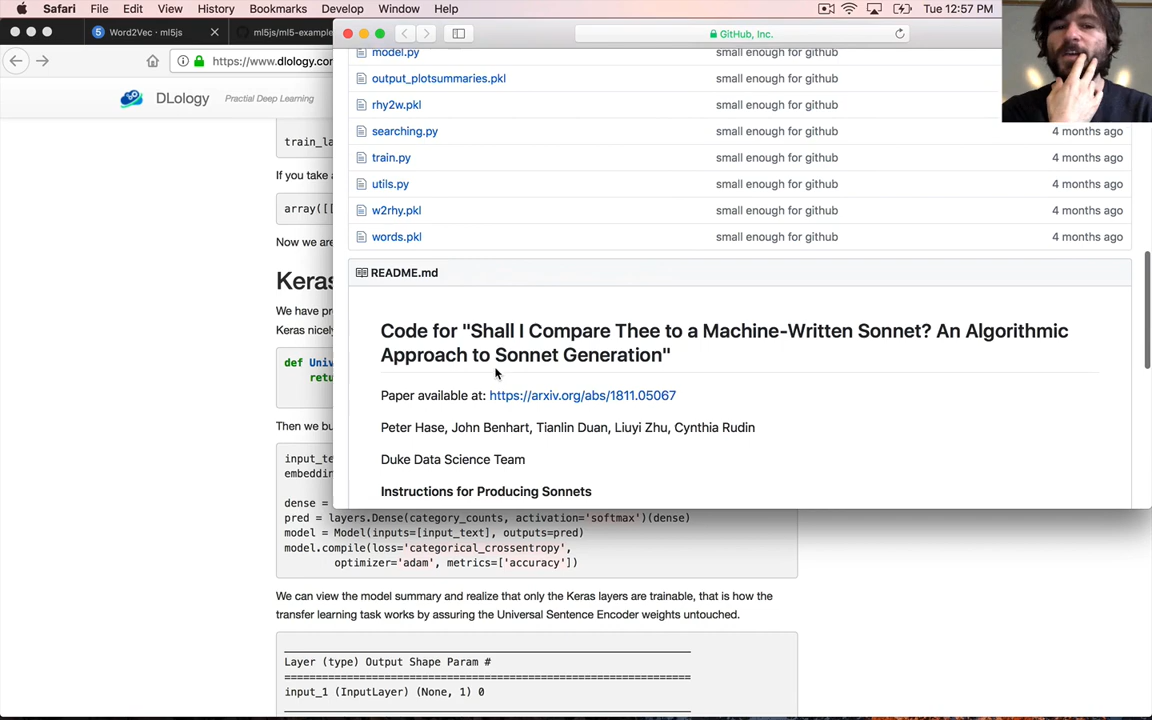 Safari File Edit View History Bookmarks Develop Window Help Tue 12:57 PM
Word2Vec - ml5js
ml5js/ml5-example
GitHub, Inc.
https://www.dlology.con
DLology Practial Deep Learning
model.py small enough for github
output_plotsummaries.pkl small enough for github
rhy2w.pkl small enough for github
searching.py small enough for github 4 months ago
train.py small enough for github 4 months ago
utils.py small enough for github 4 months ago
w2rhy.pkl small enough for github 4 months ago
words.pkl small enough for github 4 months ago
README.md
Code for "Shall I Compare Thee to a Machine-Written Sonnet? An Algorithmic
Approach to Sonnet Generation"
Paper available at: https://arxiv.org/abs/1811.05067
Peter Hase, John Benhart, Tianlin Duan, Liuyi Zhu, Cynthia Rudin
Duke Data Science Team
Instructions for Producing Sonnets
train_la
If you take
array([[
Now we are
Keras
We have pr
Keras nicely
def Univ
retu
Then we bu
input_te
embeddin
dense =
pred = layers.Dense(category_counts, activation='softmax')(dense)
model = Model(inputs=[input_text], outputs=pred)
model.compile(loss='categorical_crossentropy',
optimizer='adam', metrics=['accuracy'])
We can view the model summary and realize that only the Keras layers are trainable, that is how the
transfer learning task works by assuring the Universal Sentence Encoder weights untouched.
Layer (type) Output Shape Param #
=================================================================
input_1 (InputLayer) (None, 1) 0